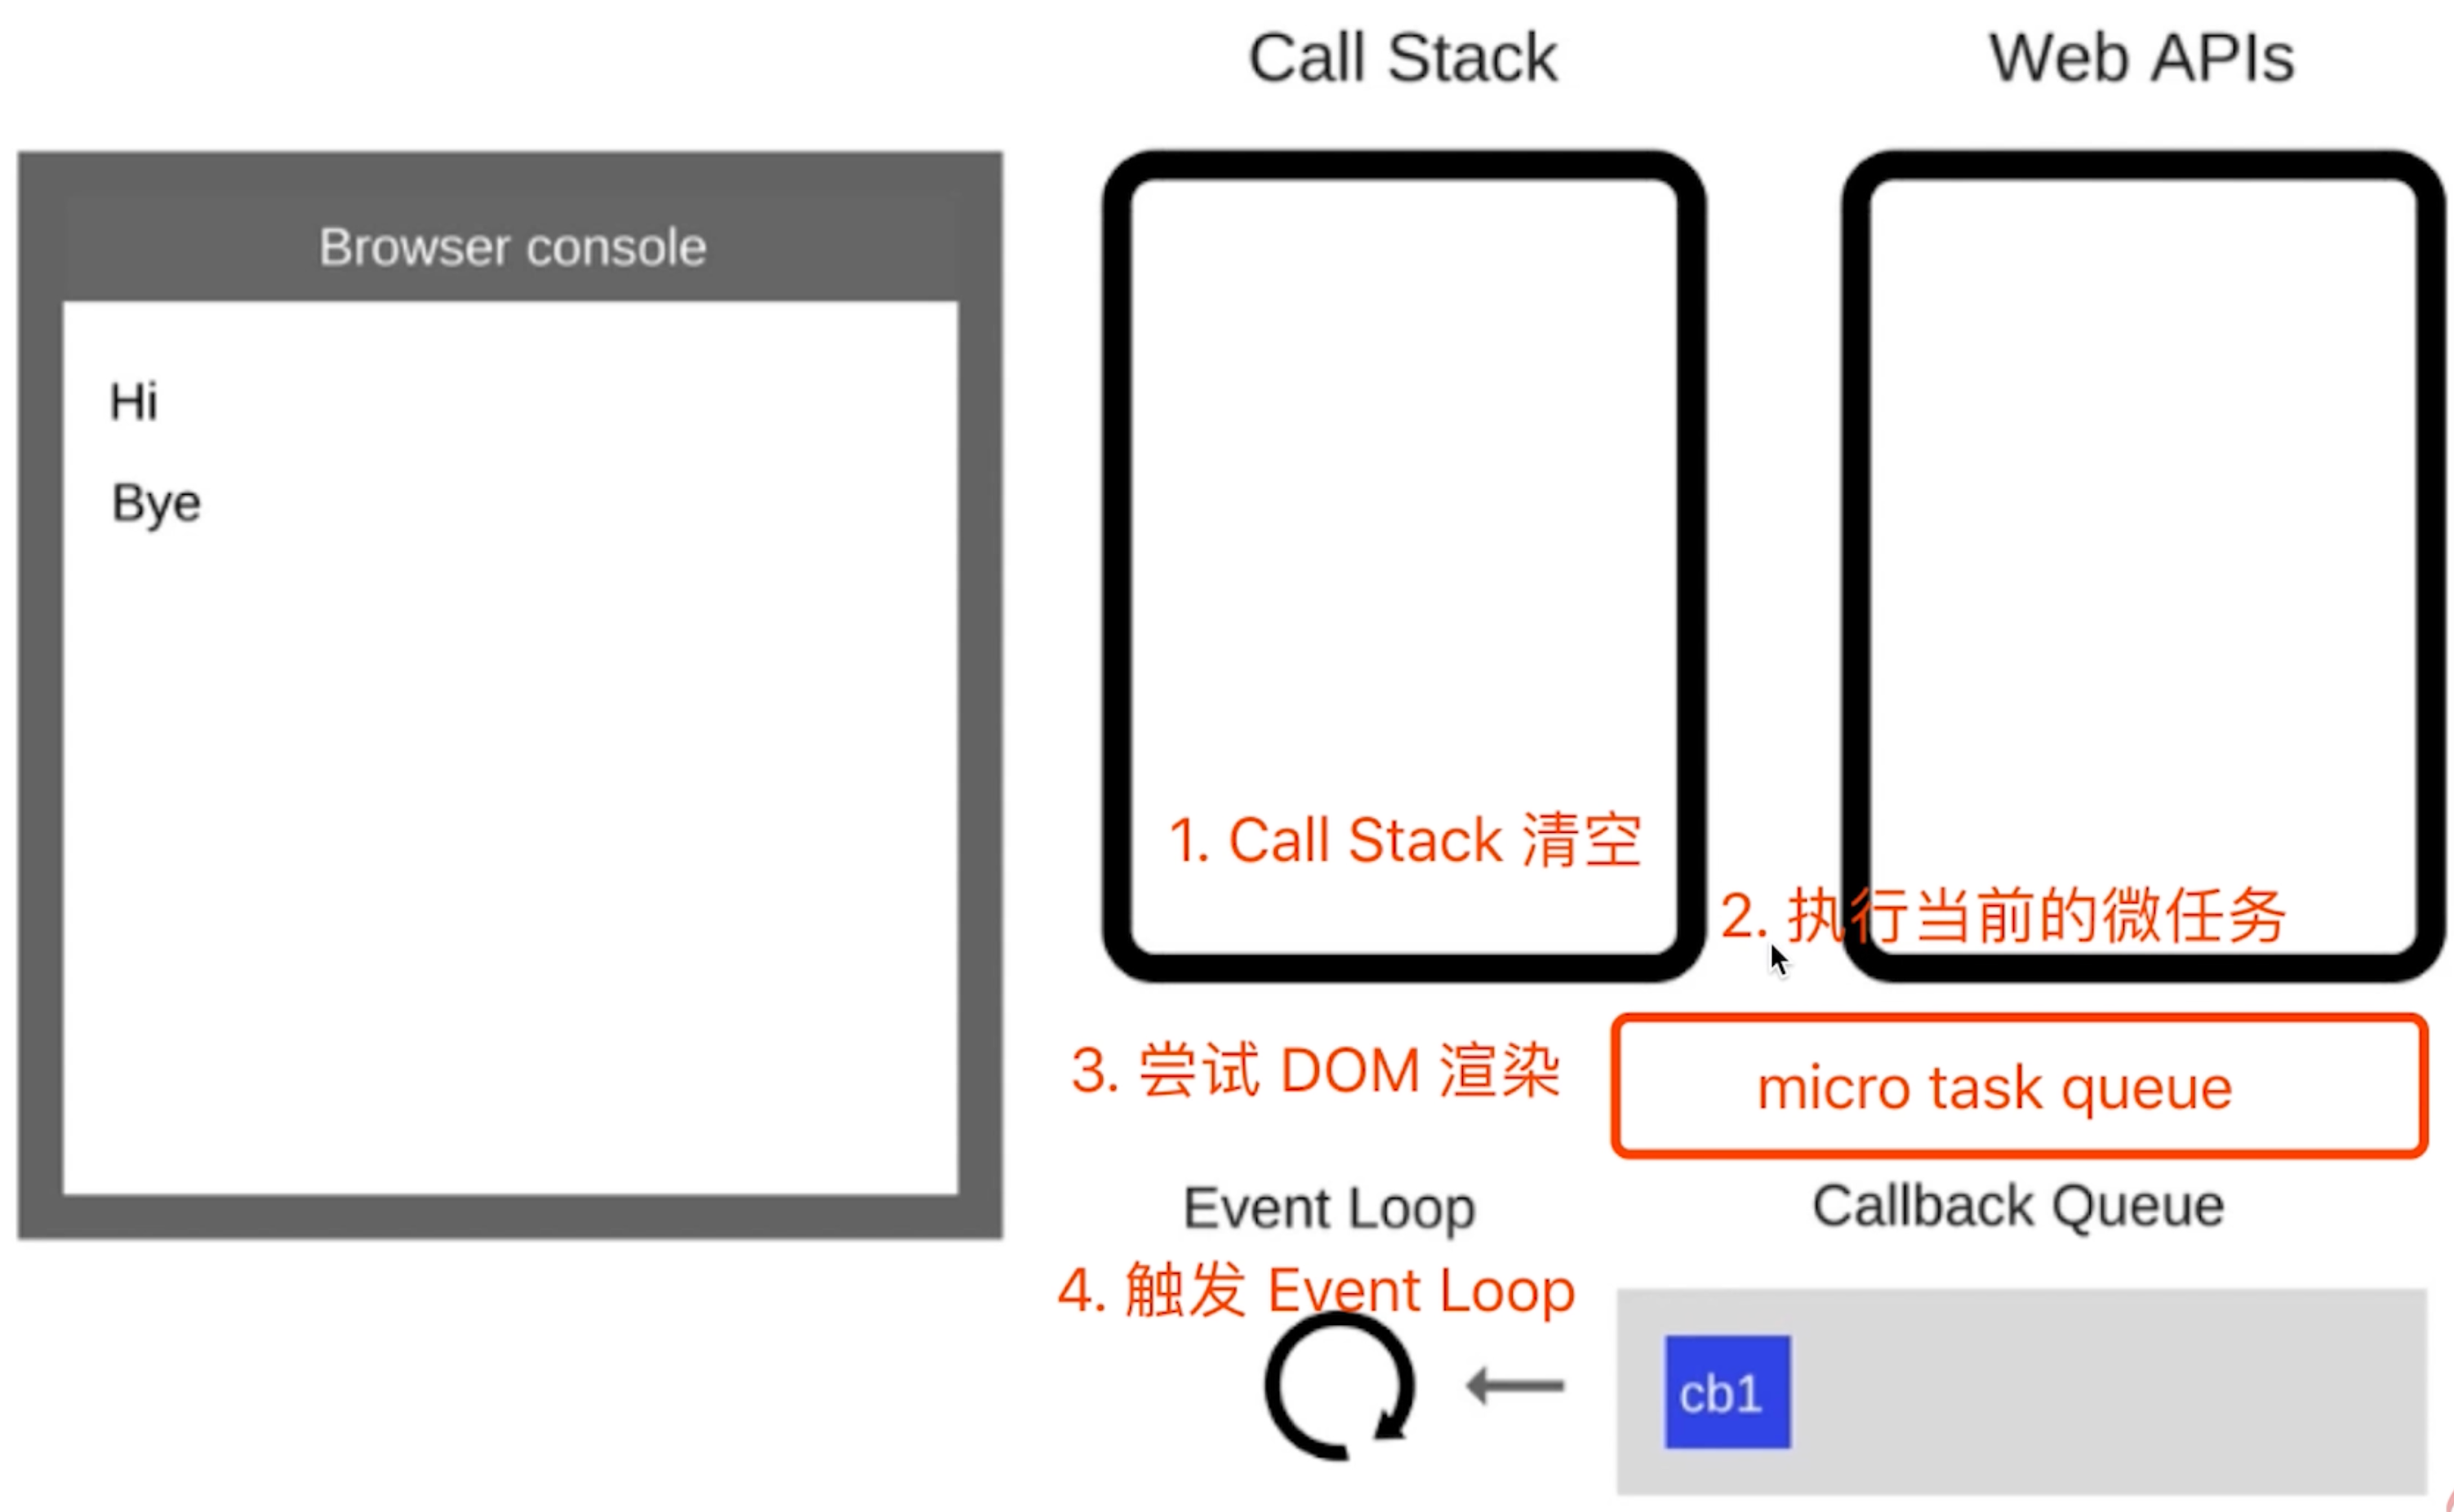 Call Stack
Web APIs
Browser console
Hi
Bye
1. Call Stack 清空
2. 执行当前的微任务
3. 尝试 DOM 渲染
micro task queue
Event Loop
Callback Queue
4. 触发 Event Loop
cb1